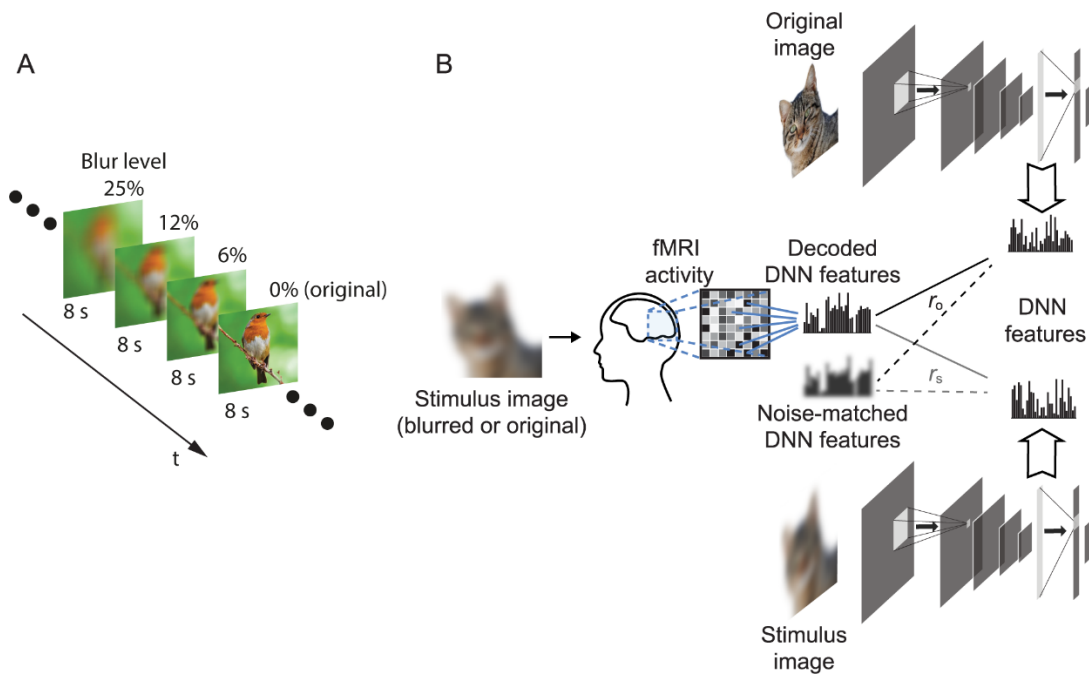 A
Blur level
25%
12%
6%
0% (original)
8 s
8 s
8 s
8 s
t
B
Original
image
fMRI
activity
Decoded
DNN features
Stimulus image
(blurred or original)
Noise-matched
DNN features
ro
rs
DNN
features
Stimulus
image